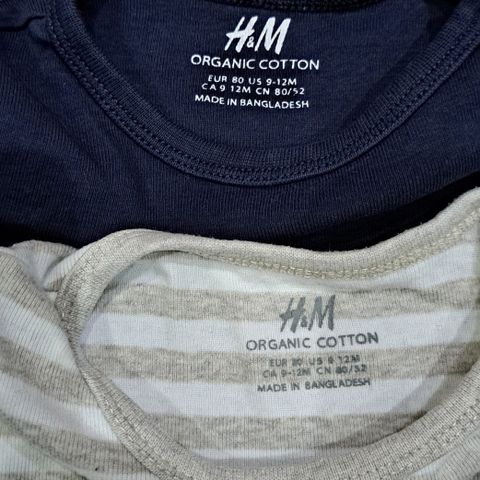 H&M
ORGANIC COTTON
EUR 80 US 9-12M
CA 9 12M CN 80/52
MADE IN BANGLADESH
H&M
ORGANIC COTTON
EUR 80 US 9 12M
CA 9-12M CN 80/52
MADE IN BANGLADESH